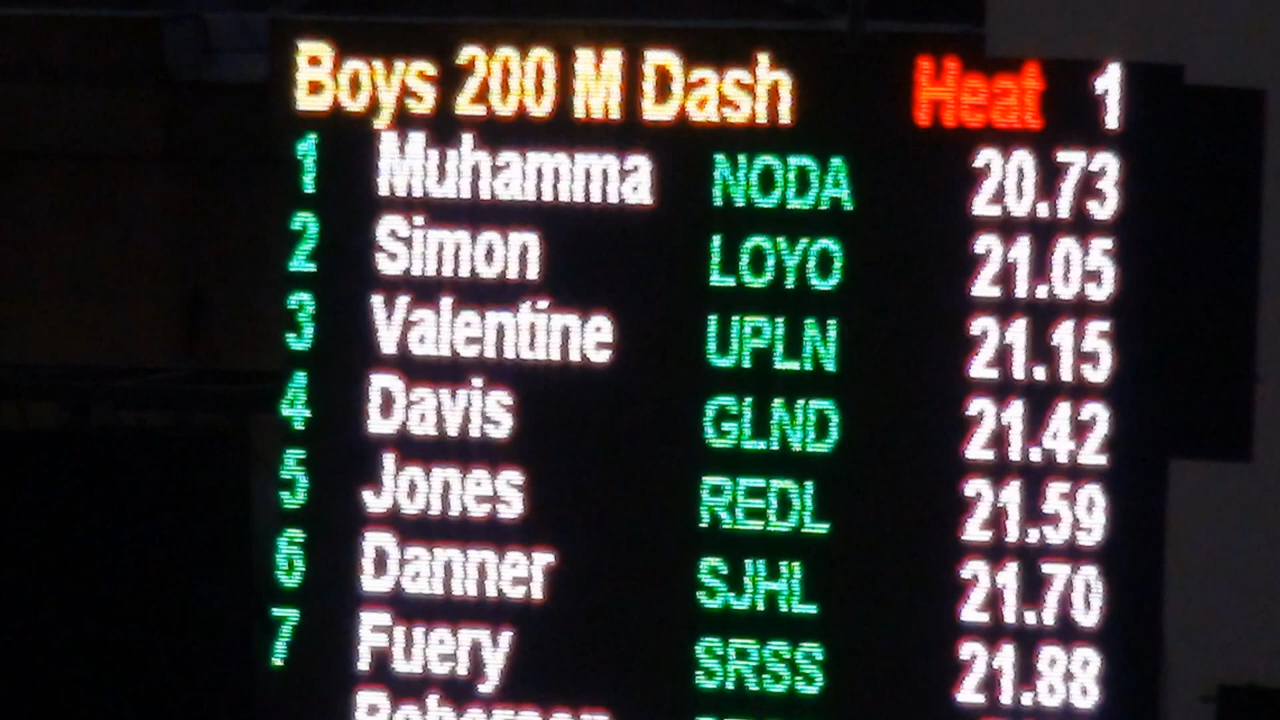 Boys 200 M Dash Heat 1
1 Muhamma NODA 20.73
2 Simon LOYO 21.05
3 Valentine UPLN 21.15
4 Davis GLND 21.42
5 Jones REDL 21.59
6 Danner SJHL 21.70
7 Fuery SRSS 21.88